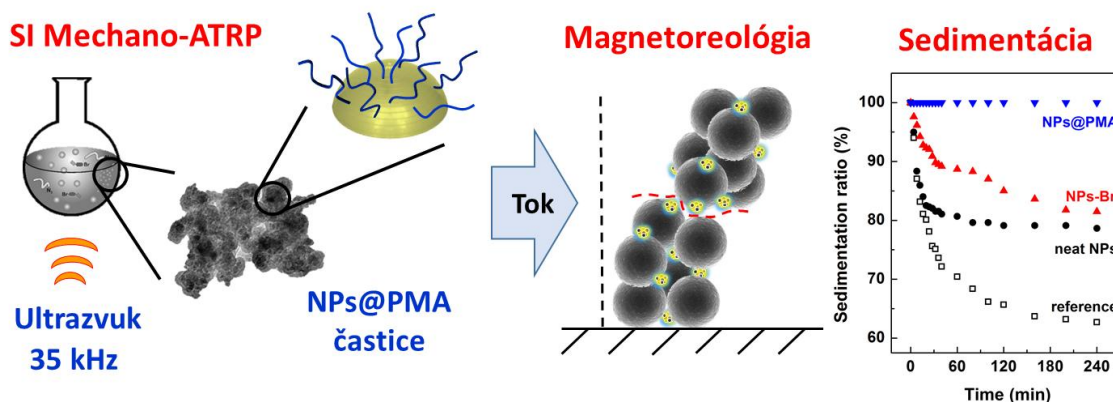 SI Mechano-ATRP
Ultrazvuk
35 kHz
NPs@PMA
častice
Tok
Magnetoreológia
Sedimentácia
Sedimentation ratio (%)
100
90
80
70
60
NPs@PMA
NPs-Br
neat NPs
reference
0
60
120
180
240
Time (min)